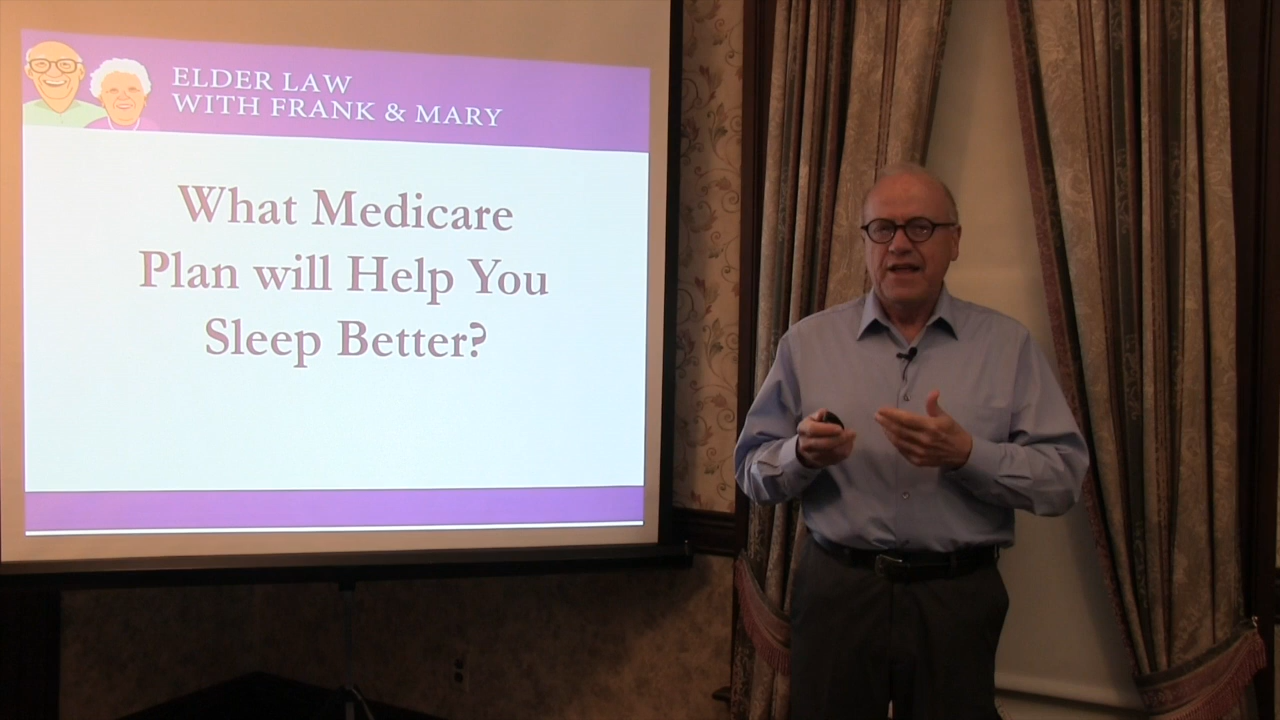 ELDER LAW
WITH FRANK & MARY
What Medicare
Plan will Help You
Sleep Better?